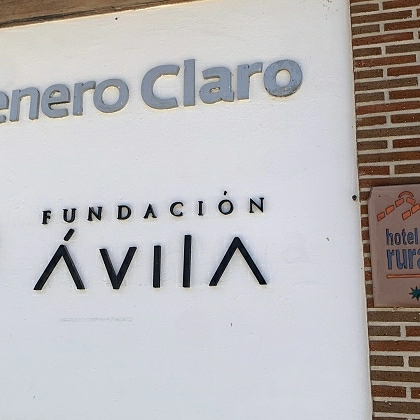 enero Claro
FUNDACIÓN
ÁVILA
hotel
rura